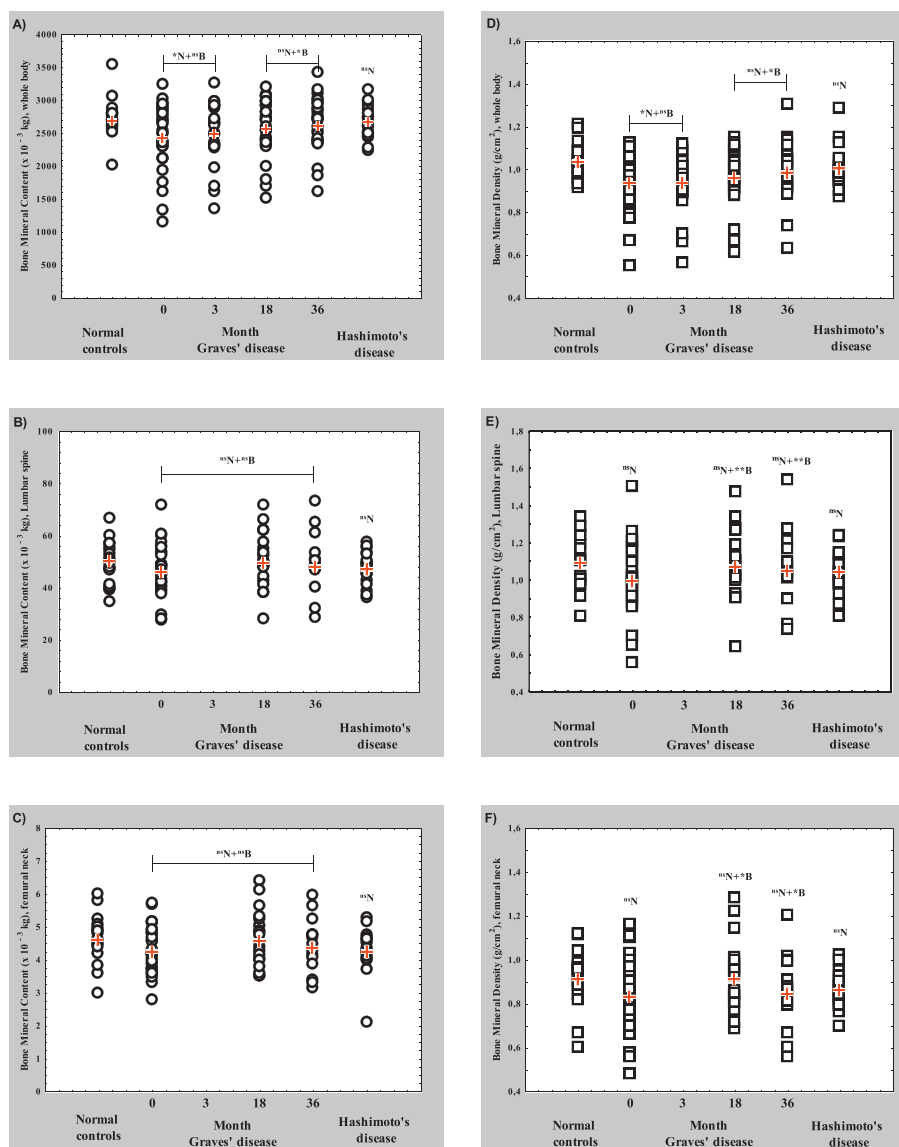 A)
Bone Mineral Content (x 10 ⁻³ kg), whole body
4000
3500
3000
2500
2000
1500
1000
500
0
*N+ⁿˢB
ⁿˢN+*B
ⁿˢN
0 3 18 36
Normal controls
Month
Graves' disease
Hashimoto's disease
D)
Bone Mineral Density (g/cm²), whole body
1,6
1,4
1,2
1,0
0,8
0,6
0,4
*N+ⁿˢB
ⁿˢN+*B
ⁿˢN
0 3 18 36
Normal controls
Month
Graves' disease
Hashimoto's disease
B)
Bone Mineral Content (x 10 ⁻³ kg), Lumbar spine
100
80
60
40
20
0
ⁿˢN+ⁿˢB
ⁿˢN
0 3 18 36
Normal controls
Month
Graves' disease
Hashimoto's disease
E)
Bone Mineral Density (g/cm²), Lumbar spine
1,8
1,6
1,4
1,2
1,0
0,8
0,6
0,4
ⁿˢN
ⁿˢN+**B
ⁿˢN+**B
ⁿˢN
0 3 18 36
Normal controls
Month
Graves' disease
Hashimoto's disease
C)
Bone Mineral Content (x 10 ⁻³ kg), femural neck
8
7
6
5
4
3
2
1
0
ⁿˢN+ⁿˢB
ⁿˢN
0 3 18 36
Normal controls
Month
Graves' disease
Hashimoto's disease
F)
Bone Mineral Density (g/cm²), femural neck
1,6
1,4
1,2
1,0
0,8
0,6
0,4
ⁿˢN
ⁿˢN+*B
ⁿˢN+*B
ⁿˢN
0 3 18 36
Normal controls
Month
Graves' disease
Hashimoto's disease